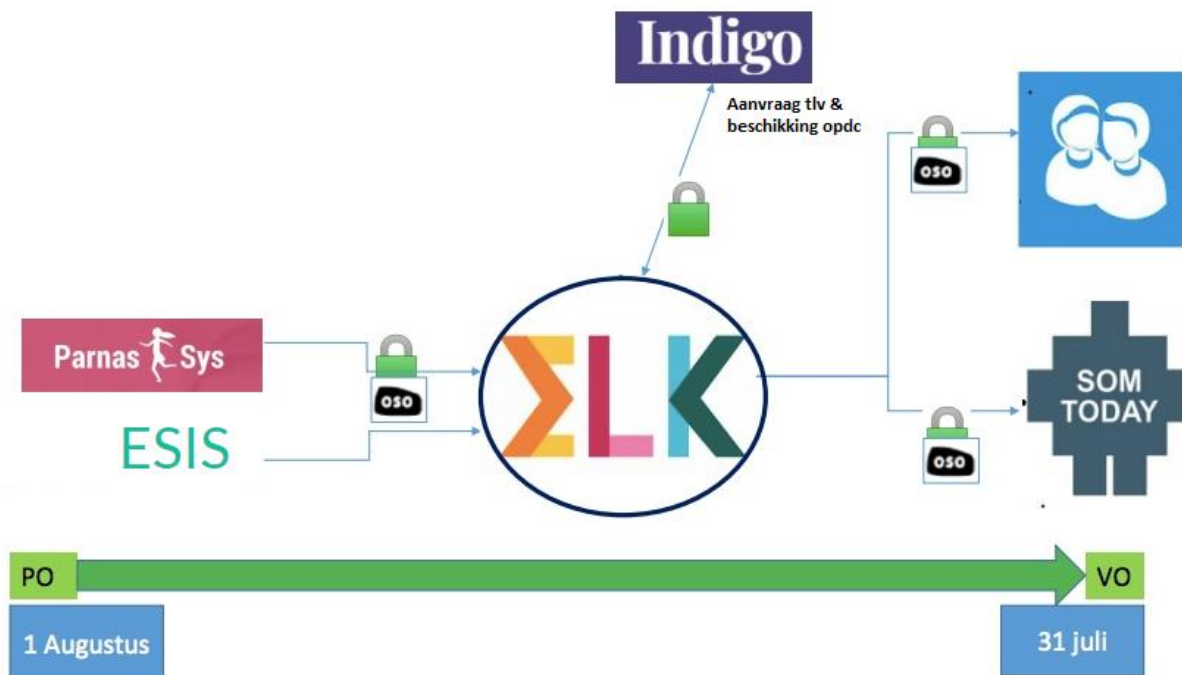 Indigo
Aanvraag tlv &
beschikking opdc
oso
Parnas Sys
oso
ELK
SOM
TODAY
ESIS
oso
PO
VO
1 Augustus
31 juli